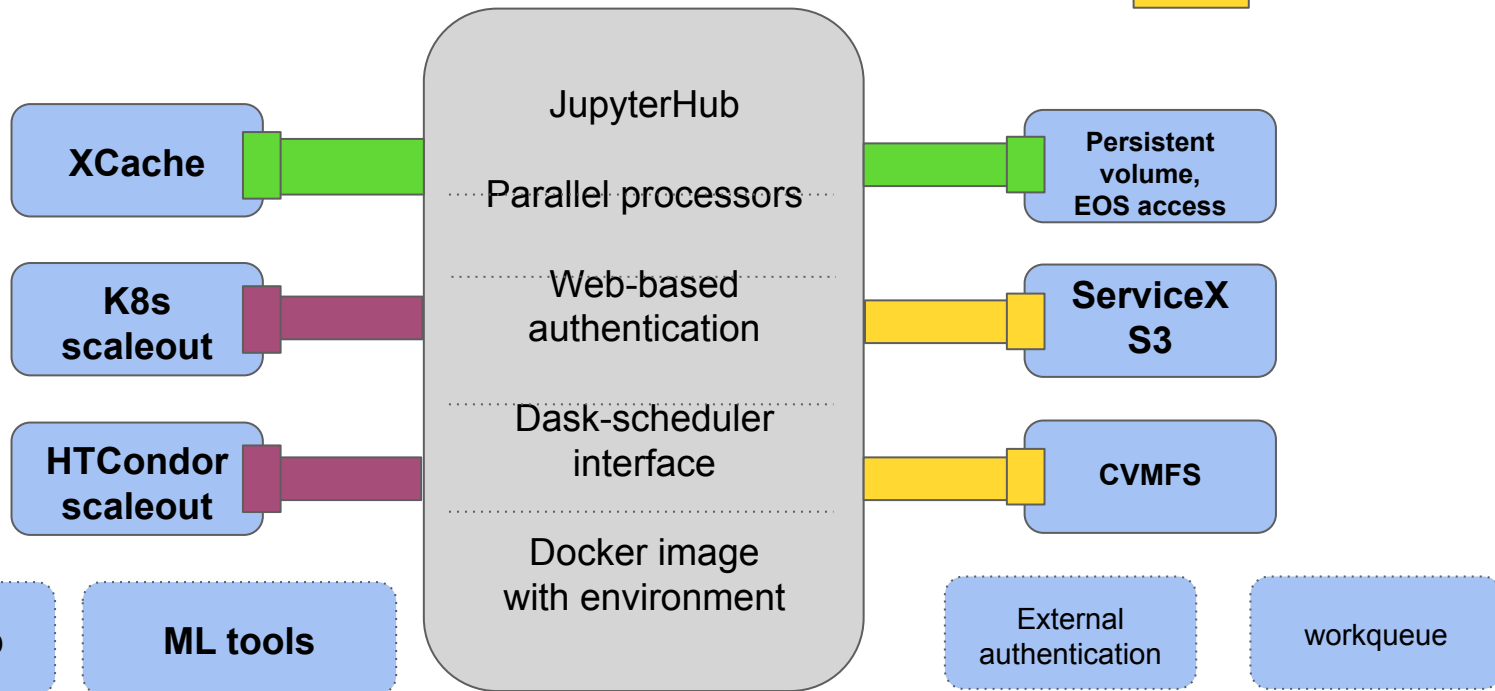 JupyterHub
Parallel processors
Web-based
authentication
Dask-scheduler
interface
Docker image
with environment
XCache
K8s
scaleout
HTCondor
scaleout
ML tools
Persistent
volume,
EOS access
ServiceX
S3
CVMFS
External
authentication
workqueue